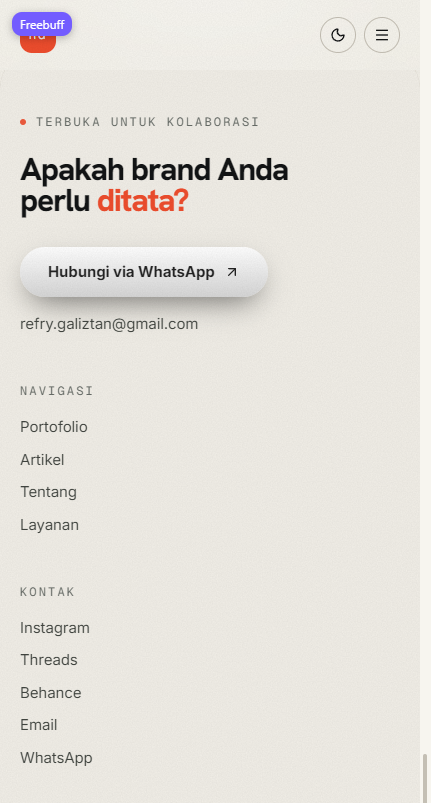 Freebuff
TERBUKA UNTUK KOLABORASI
Apakah brand Anda
perlu ditata?
Hubungi via WhatsApp
refry.galiztan@gmail.com
NAVIGASI
Portofolio
Artikel
Tentang
Layanan
KONTAK
Instagram
Threads
Behance
Email
WhatsApp